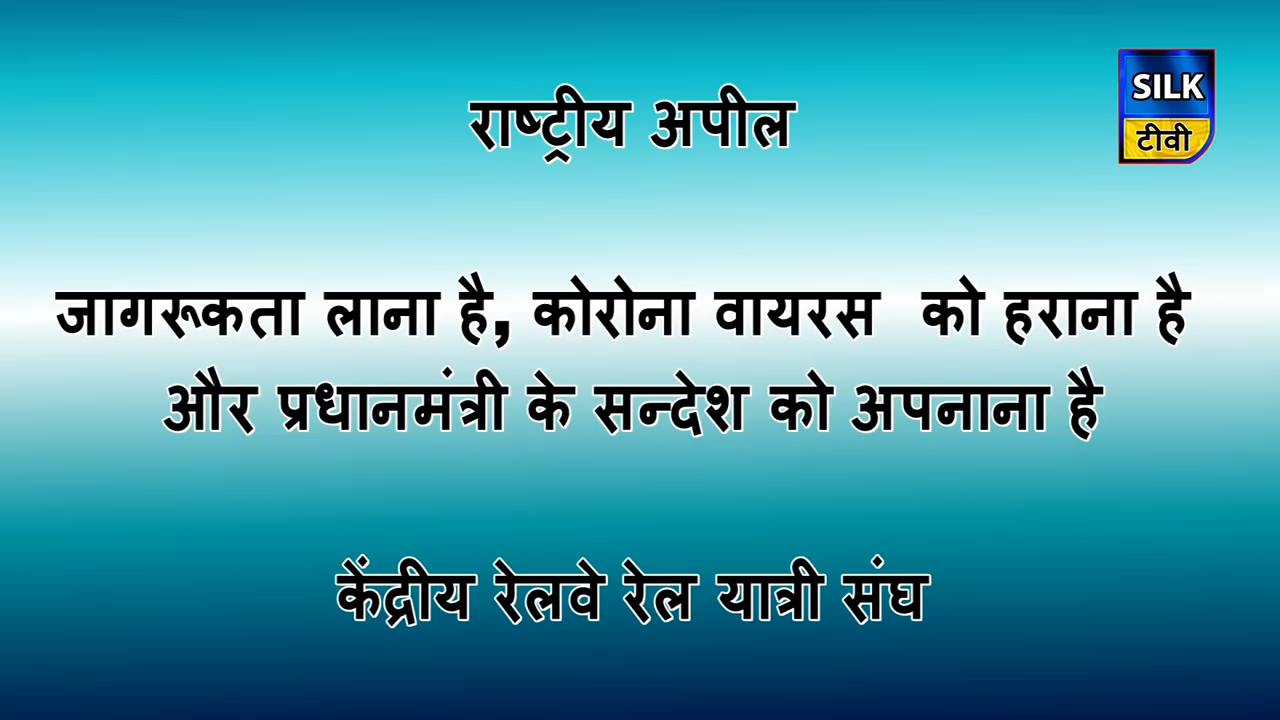 राष्ट्रीय अपील
SILK
टीवी
जागरूकता लाना है, कोरोना वायरस को हराना है
और प्रधानमंत्री के सन्देश को अपनाना है
केंद्रीय रेलवे रेल यात्री संघ